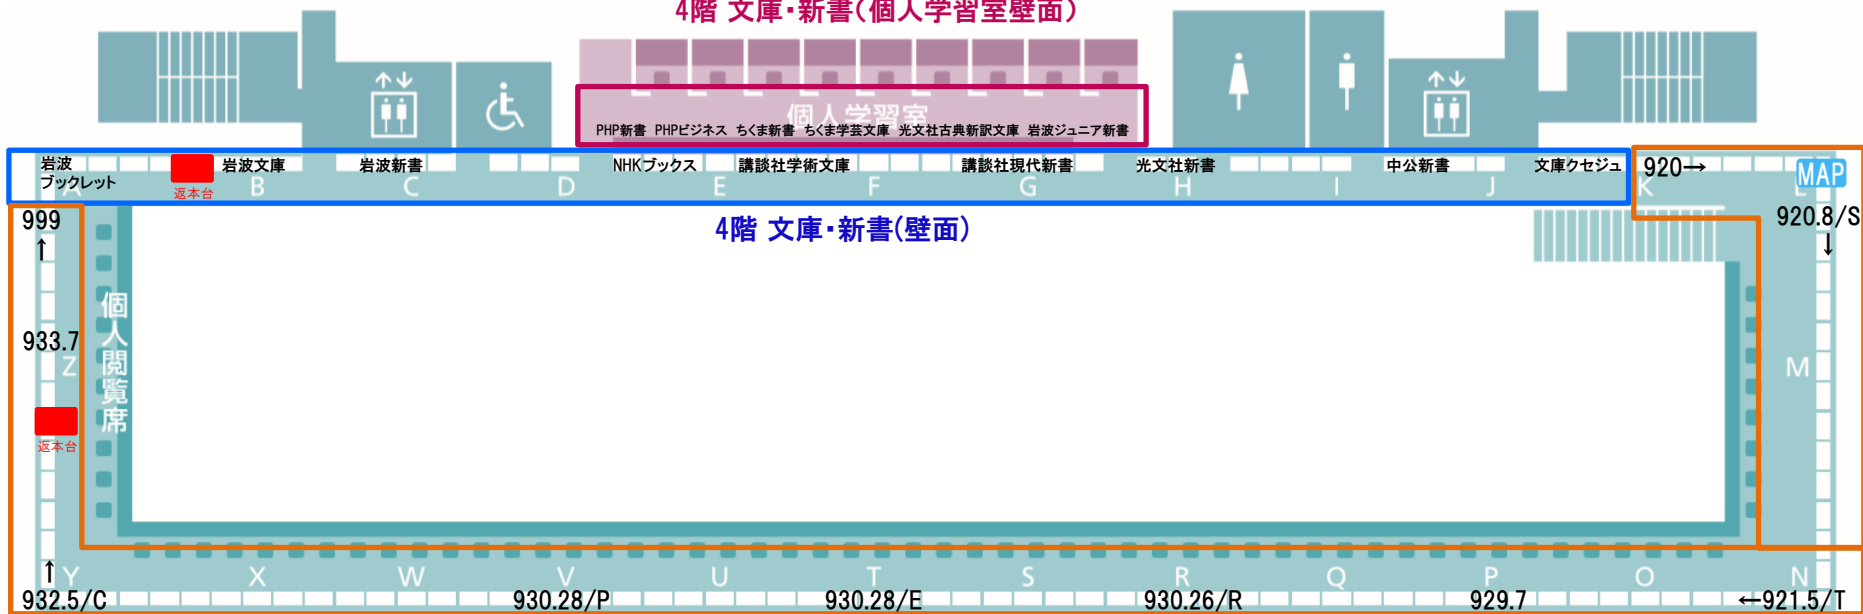 4階 文庫・新書(個人学習室壁面)
個人学習室
PHP新書 PHPビジネス ちくま新書 ちくま学芸文庫 光文社古典新訳文庫 岩波ジュニア新書
岩波
ブックレット
岩波文庫
岩波新書
NHKブックス
講談社学術文庫
講談社現代新書
光文社新書
中公新書
文庫クセジュ
920→
MAP
返本台
A B C D E F G H I J K L
4階 文庫・新書(壁面)
999
↑
920.8/S
↓
個人閲覧席
933.7
Z
M
返本台
↑
Y X W V U T S R Q P O N
932.5/C
930.28/P
930.28/E
930.26/R
929.7
←921.5/T